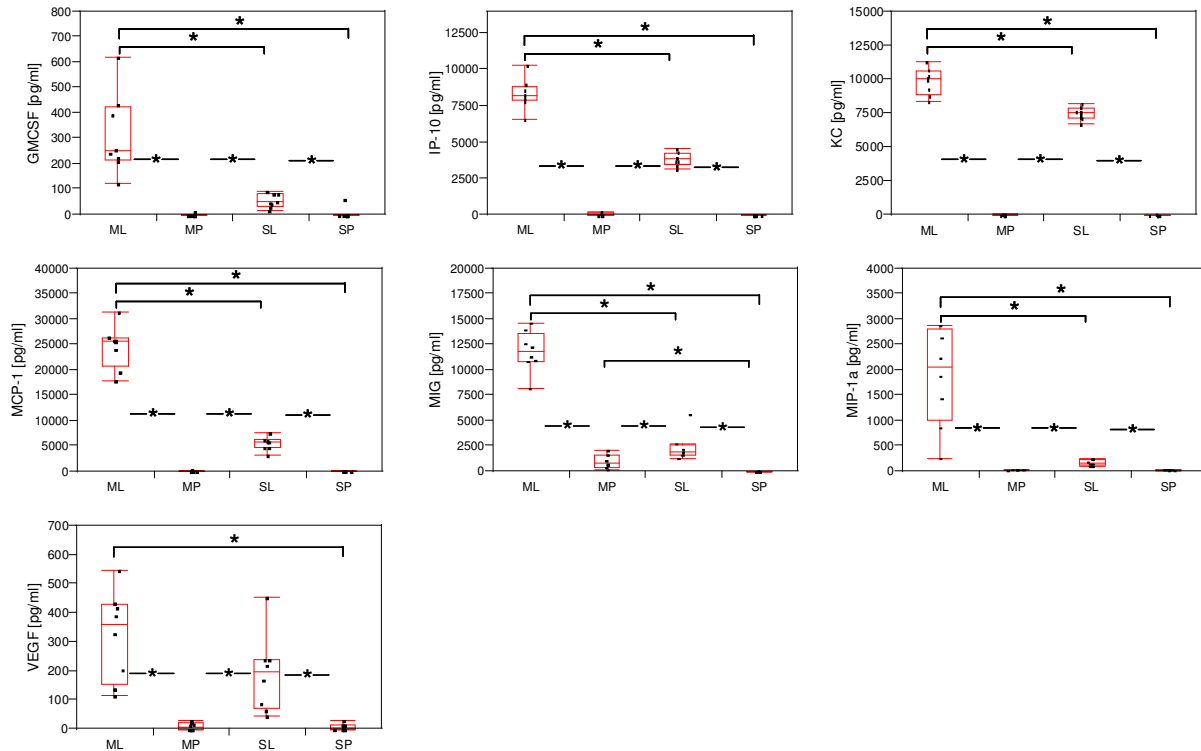 GMCSF [pg/ml]
800
700
600
500
400
300
200
100
0
* * * * *
ML MP SL SP
IP-10 [pg/ml]
12500
10000
7500
5000
2500
0
* * * * *
ML MP SL SP
KC [pg/ml]
15000
12500
10000
7500
5000
2500
0
* * * * *
ML MP SL SP
MCP-1 [pg/ml]
40000
35000
30000
25000
20000
15000
10000
5000
0
* * * * *
ML MP SL SP
MIG [pg/ml]
20000
17500
15000
12500
10000
7500
5000
2500
0
* * * * * *
ML MP SL SP
MIP-1a [pg/ml]
4000
3500
3000
2500
2000
1500
1000
500
0
* * * * *
ML MP SL SP
VEGF [pg/ml]
700
600
500
400
300
200
100
0
* * * *
ML MP SL SP